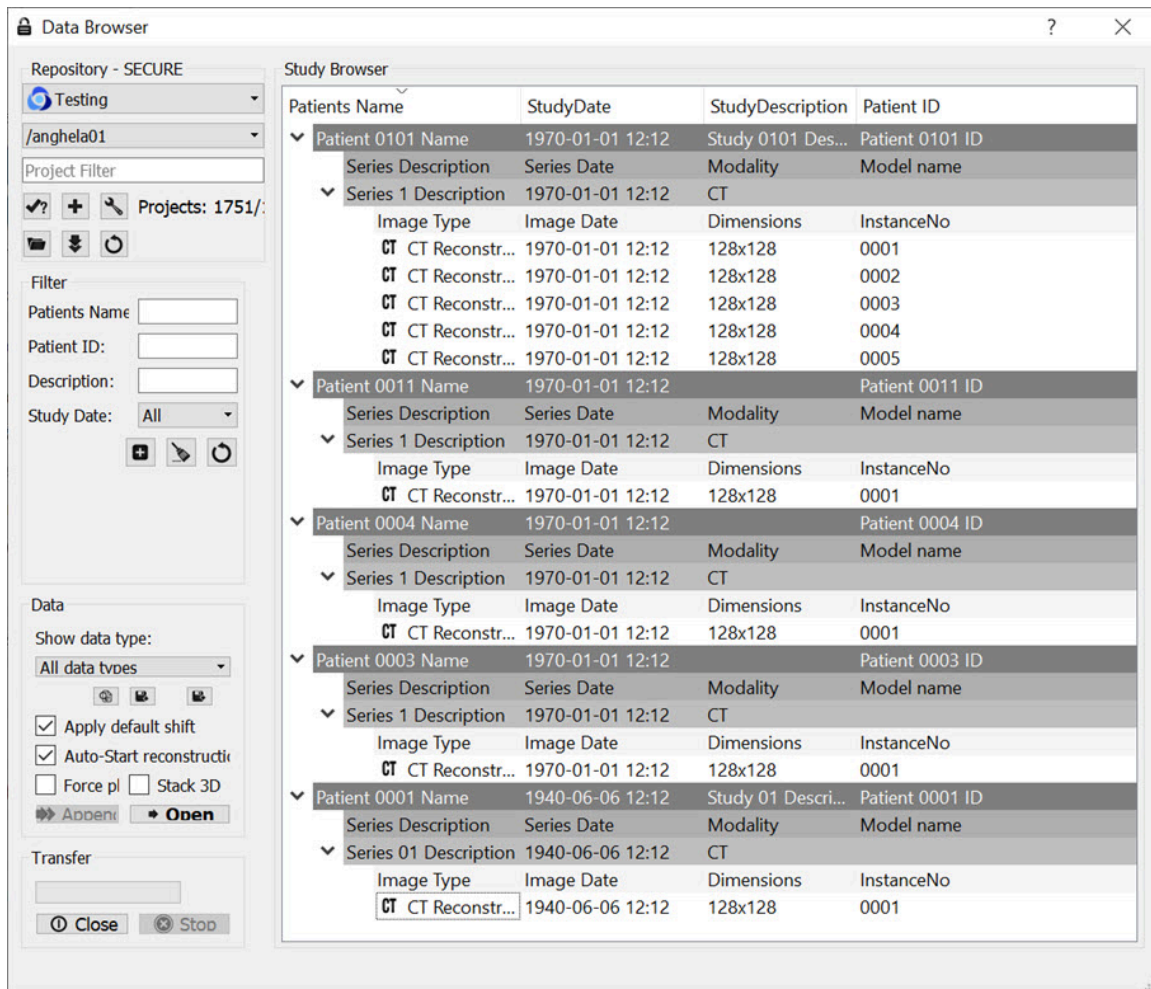 Data Browser ?
Repository - SECURE
Testing
/anghela01
Project Filter
Projects: 1751/
Filter
Patients Name
Patient ID:
Description:
Study Date: All
Data
Show data type:
All data types
Apply default shift
Auto-Start reconstructi
Force pl Stack 3D
Append Open
Transfer
Close Stop
Study Browser
Patients Name StudyDate StudyDescription Patient ID
Patient 0101 Name 1970-01-01 12:12 Study 0101 Des... Patient 0101 ID
Series Description Series Date Modality Model name
Series 1 Description 1970-01-01 12:12 CT
Image Type Image Date Dimensions InstanceNo
CT CT Reconstr... 1970-01-01 12:12 128x128 0001
CT CT Reconstr... 1970-01-01 12:12 128x128 0002
CT CT Reconstr... 1970-01-01 12:12 128x128 0003
CT CT Reconstr... 1970-01-01 12:12 128x128 0004
CT CT Reconstr... 1970-01-01 12:12 128x128 0005
Patient 0011 Name 1970-01-01 12:12 Patient 0011 ID
Series Description Series Date Modality Model name
Series 1 Description 1970-01-01 12:12 CT
Image Type Image Date Dimensions InstanceNo
CT CT Reconstr... 1970-01-01 12:12 128x128 0001
Patient 0004 Name 1970-01-01 12:12 Patient 0004 ID
Series Description Series Date Modality Model name
Series 1 Description 1970-01-01 12:12 CT
Image Type Image Date Dimensions InstanceNo
CT CT Reconstr... 1970-01-01 12:12 128x128 0001
Patient 0003 Name 1970-01-01 12:12 Patient 0003 ID
Series Description Series Date Modality Model name
Series 1 Description 1970-01-01 12:12 CT
Image Type Image Date Dimensions InstanceNo
CT CT Reconstr... 1970-01-01 12:12 128x128 0001
Patient 0001 Name 1940-06-06 12:12 Study 01 Descri... Patient 0001 ID
Series Description Series Date Modality Model name
Series 01 Description 1940-06-06 12:12 CT
Image Type Image Date Dimensions InstanceNo
CT CT Reconstr... 1940-06-06 12:12 128x128 0001